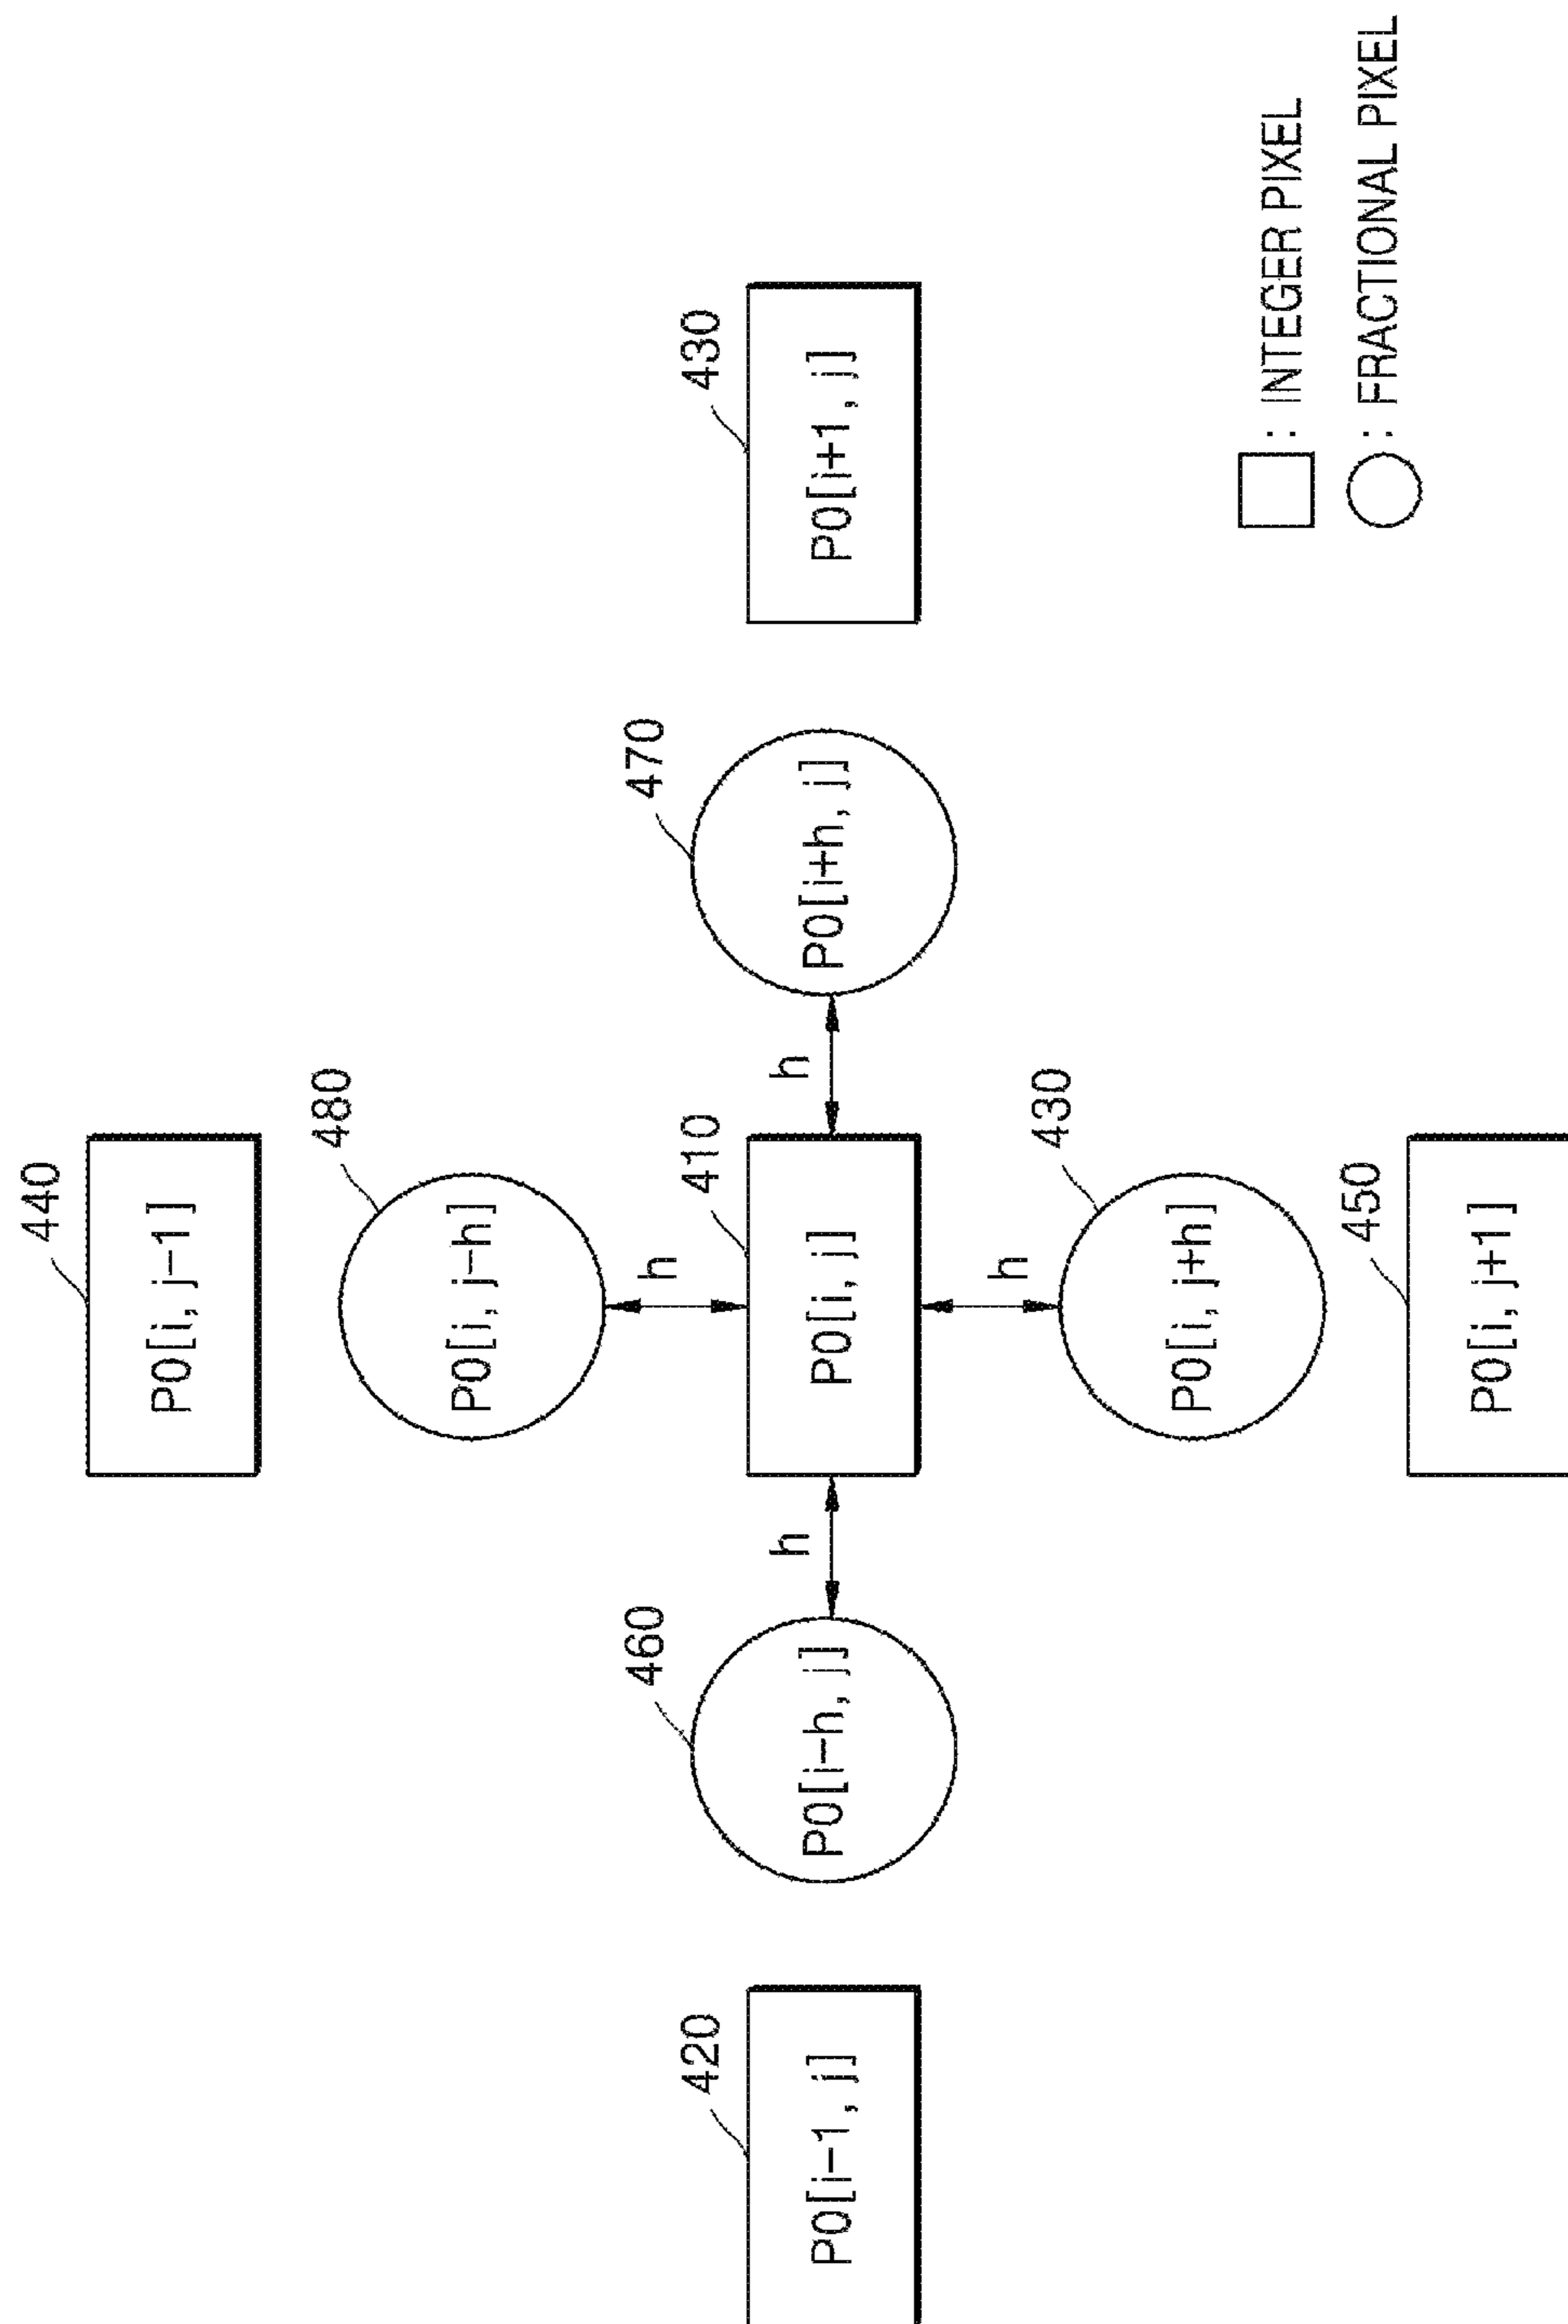 440
P0[i, j-1]
480
P0[i, j-h]
h
420
460
410
470
430
h
h
P0[i-1, j]
P0[i-h, j]
P0[i, j]
P0[i+h, j]
P0[i+1, j]
h
430
P0[i, j+h]
450
P0[i, j+1]
: INTEGER PIXEL
: FRACTIONAL PIXEL